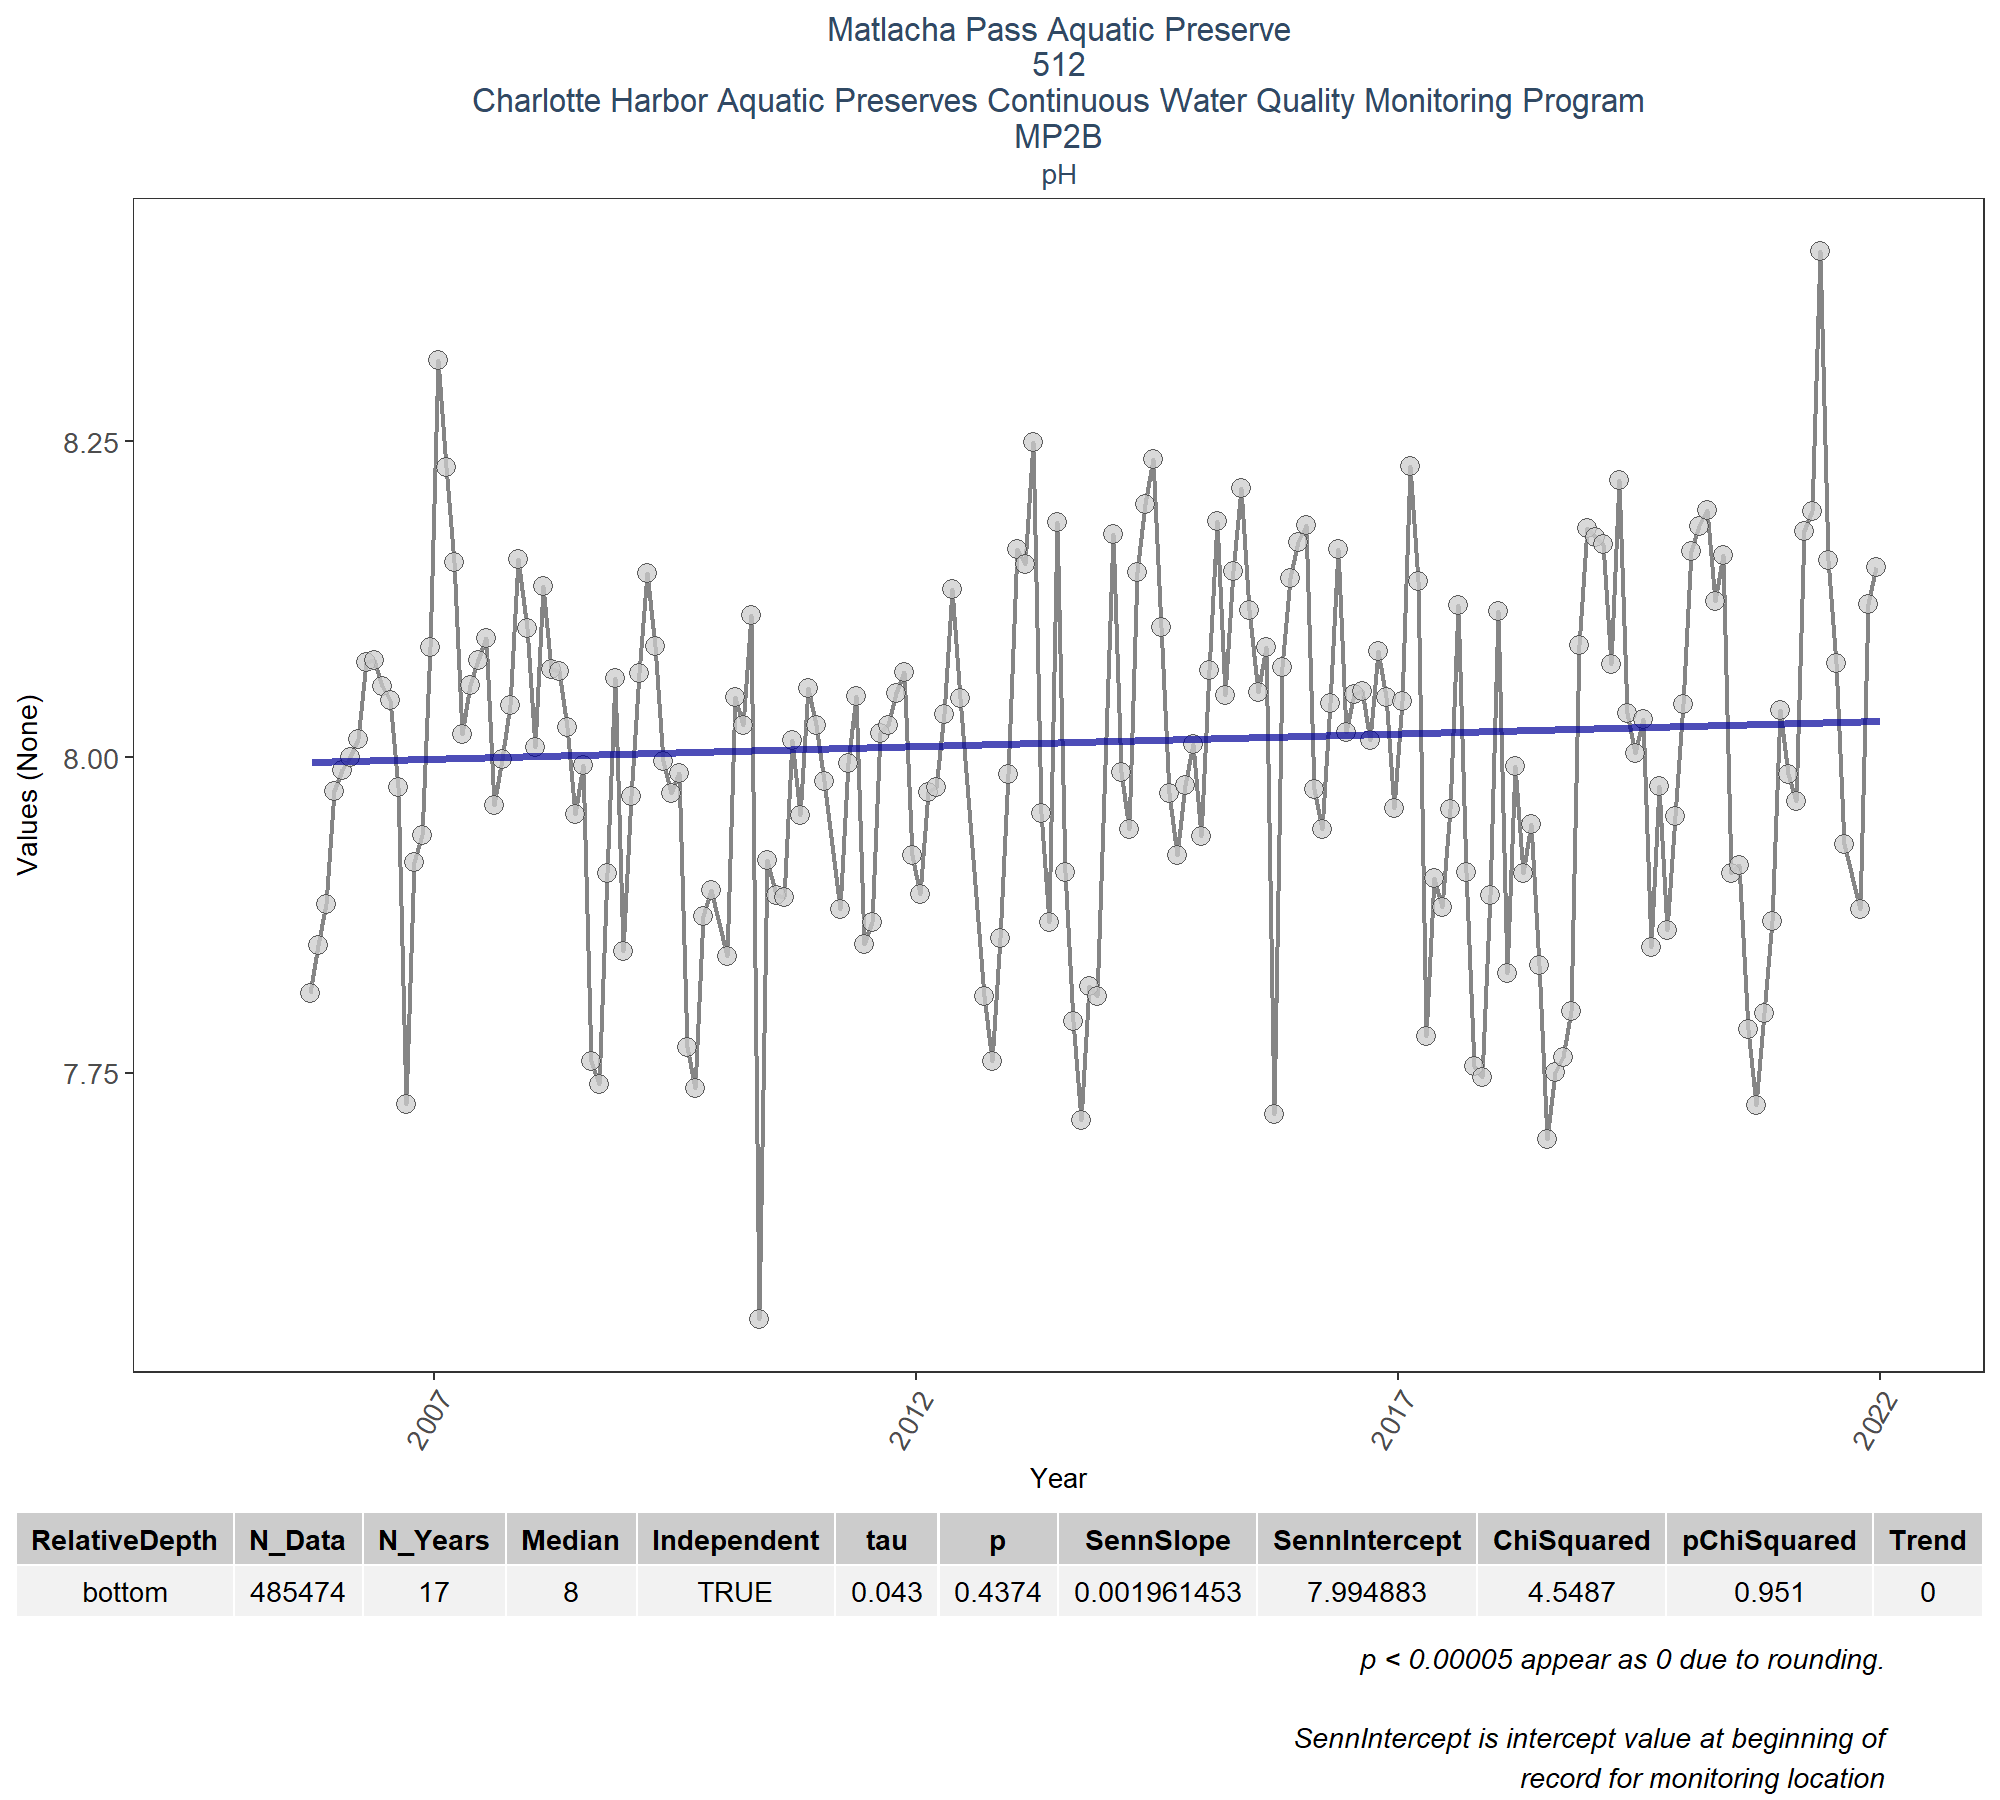 Matlacha Pass Aquatic Preserve
512
Charlotte Harbor Aquatic Preserves Continuous Water Quality Monitoring Program
MP2B
pH
Values (None)
8.25
8.00
7.75
2007 2012 2017 2022
Year
RelativeDepth N_Data N_Years Median Independent tau p SennSlope SennIntercept ChiSquared pChiSquared Trend
bottom 485474 17 8 TRUE 0.043 0.4374 0.001961453 7.994883 4.5487 0.951 0
p < 0.00005 appear as 0 due to rounding.
SennIntercept is intercept value at beginning of
record for monitoring location